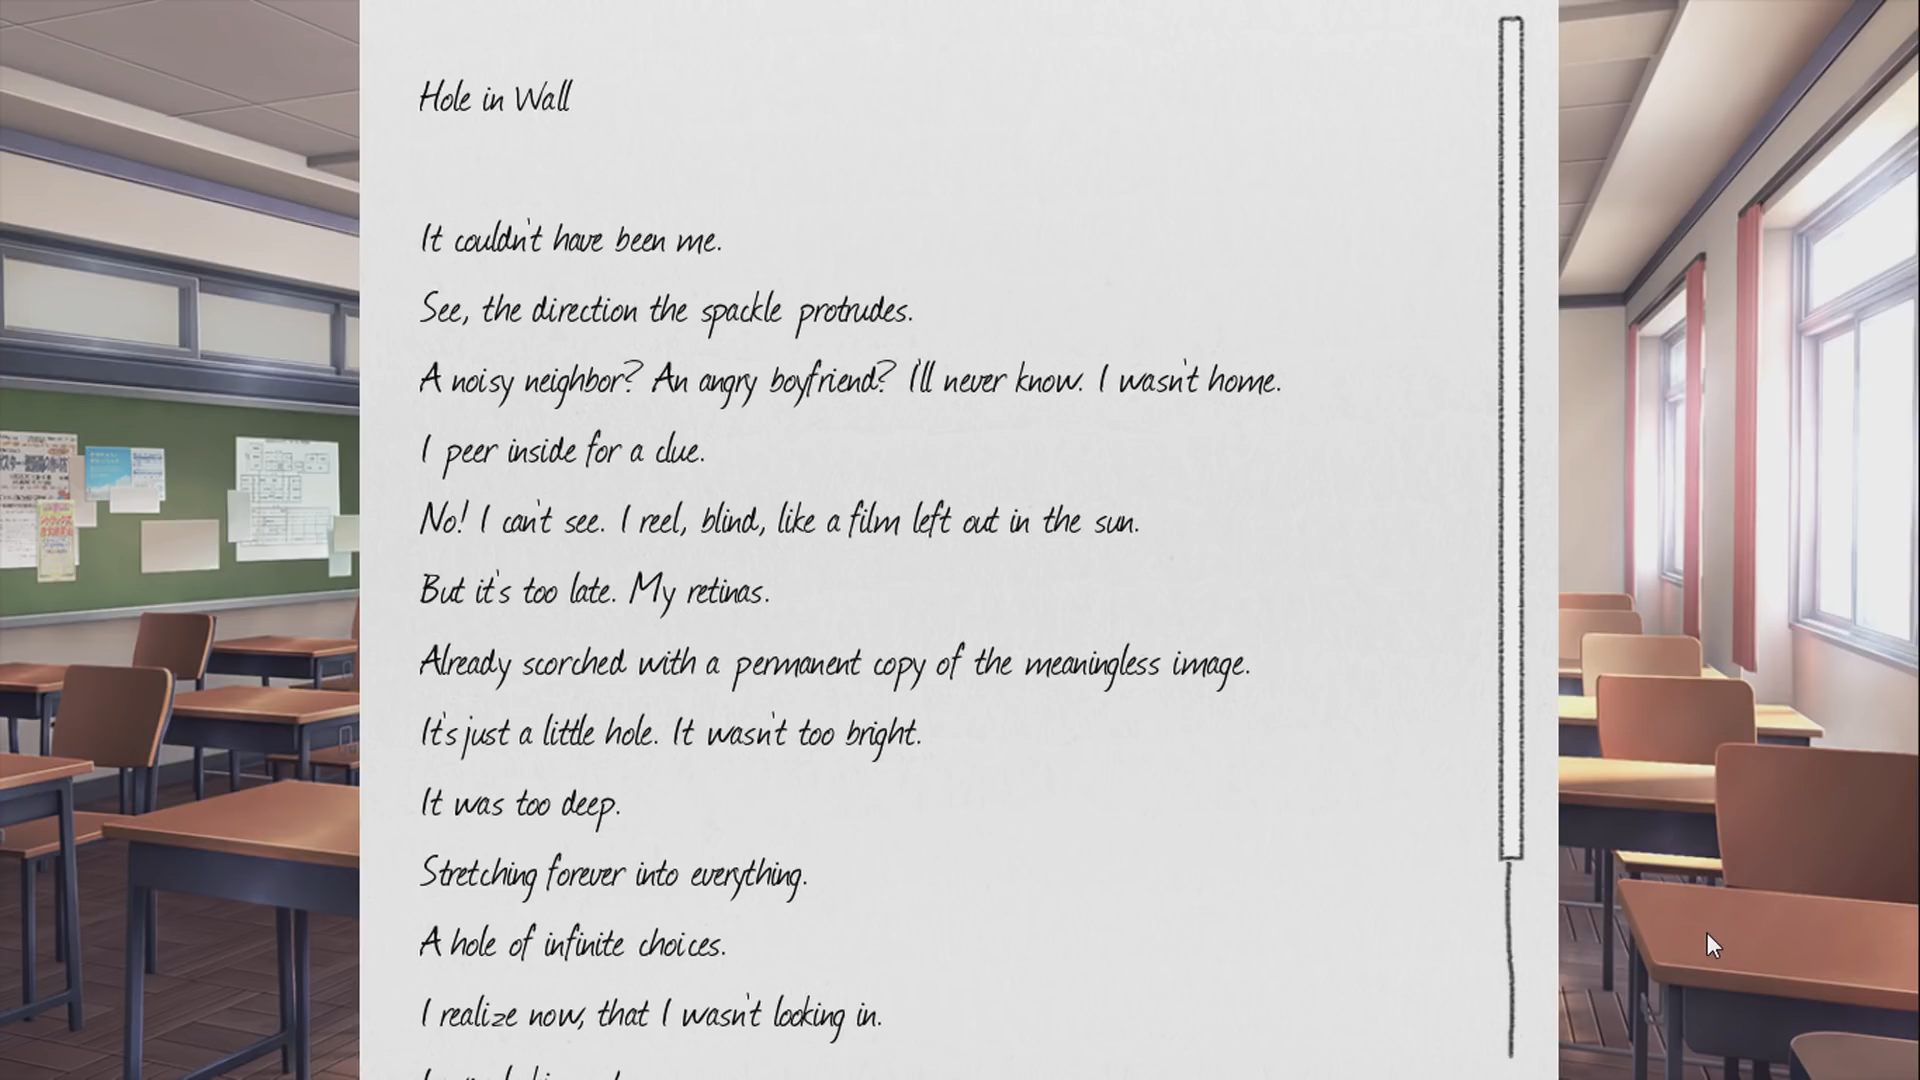 Hole in Wall
It couldn't have been me.
See, the direction the spackle protrudes.
A noisy neighbor? An angry boyfriend? I'll never know. I wasn't home.
I peer inside for a clue.
No! I can't see. I reel, blind, like a film left out in the sun.
But it's too late. My retinas.
Already scorched with a permanent copy of the meaningless image.
It's just a little hole. It wasn't too bright.
It was too deep.
Stretching forever into everything.
A hole of infinite choices.
I realize now, that I wasn't looking in.